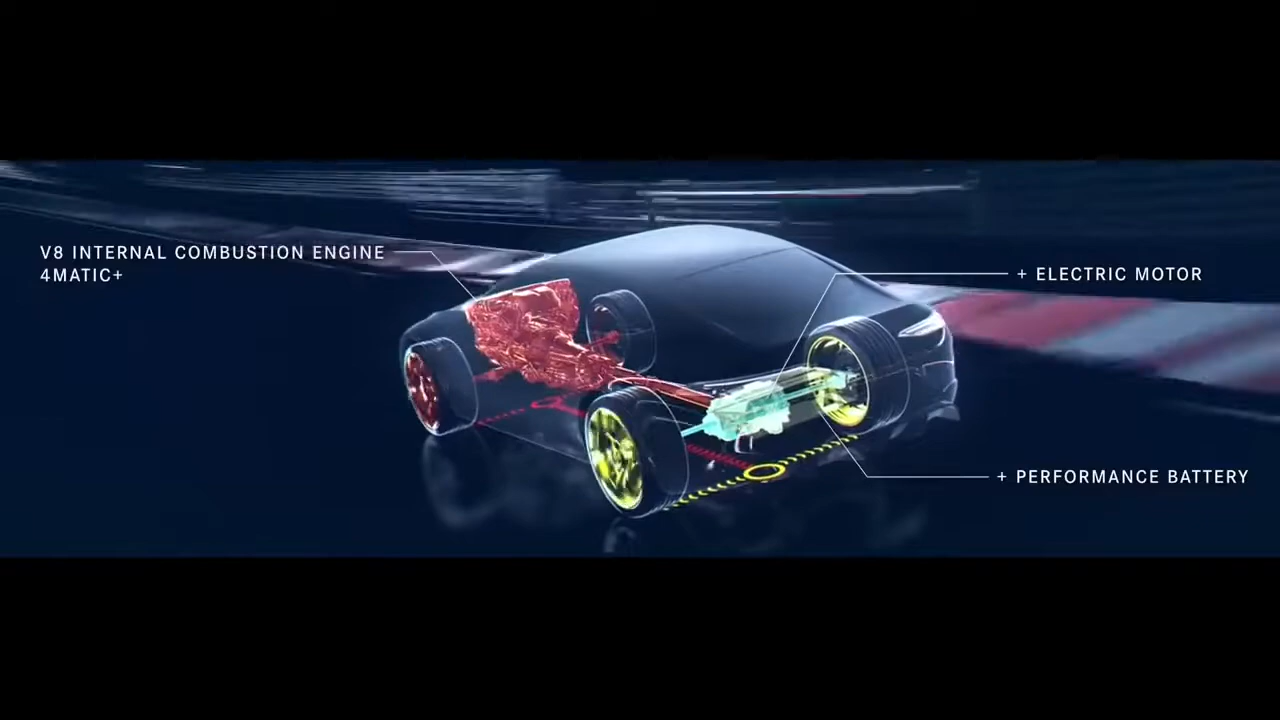 V8 INTERNAL COMBUSTION ENGINE
4MATIC+
+ ELECTRIC MOTOR
+ PERFORMANCE BATTERY